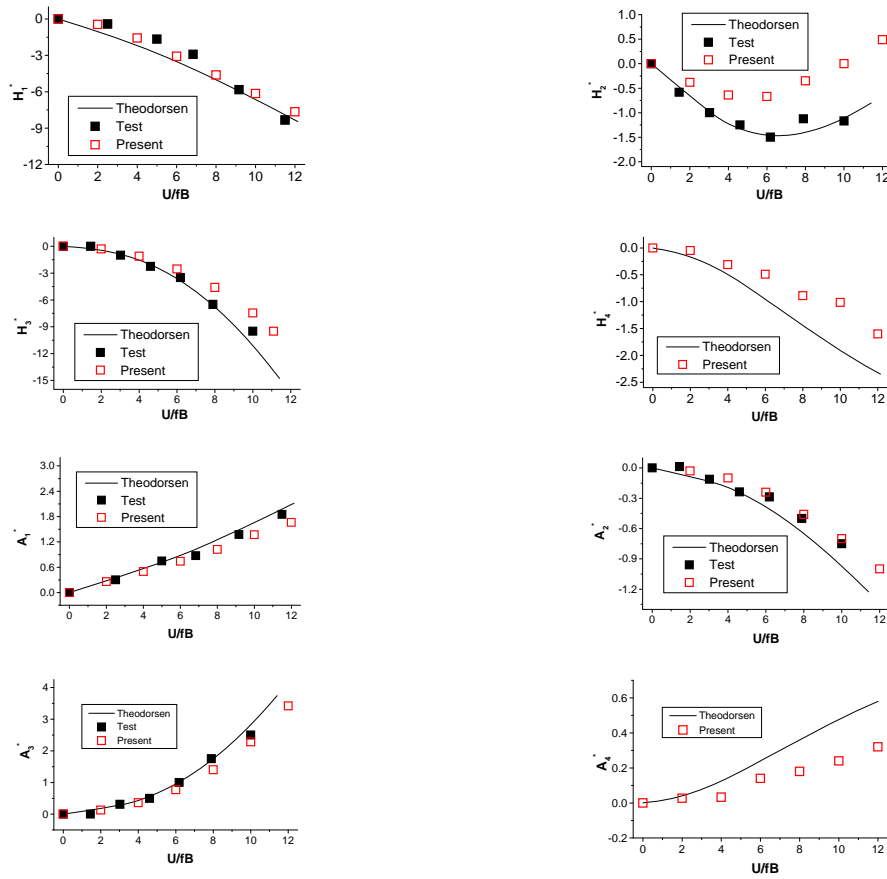 0
-3
-6
-9
-12
H1*
Theodorsen
Test
Present
0 2 4 6 8 10 12
U/fB
1.0
0.5
0.0
-0.5
-1.0
-1.5
-2.0
H2*
Theodorsen
Test
Present
0 2 4 6 8 10 12
U/fB
0
-3
-6
-9
-12
-15
H3*
Theodorsen
Test
Present
0 2 4 6 8 10 12
U/fB
0.0
-0.5
-1.0
-1.5
-2.0
-2.5
H4*
Theodorsen
Present
0 2 4 6 8 10 12
U/fB
3.0
2.4
1.8
1.2
0.6
0.0
A1*
Theodorsen
Test
Present
0 2 4 6 8 10 12
U/fB
0.0
-0.3
-0.6
-0.9
-1.2
A2*
Theodorsen
Test
Present
0 2 4 6 8 10 12
U/fB
4
3
2
1
0
A3*
Theodorsen
Test
Present
0 2 4 6 8 10 12
U/fB
0.6
0.4
0.2
0.0
-0.2
A4*
Theodorsen
Present
0 2 4 6 8 10 12
U/fB